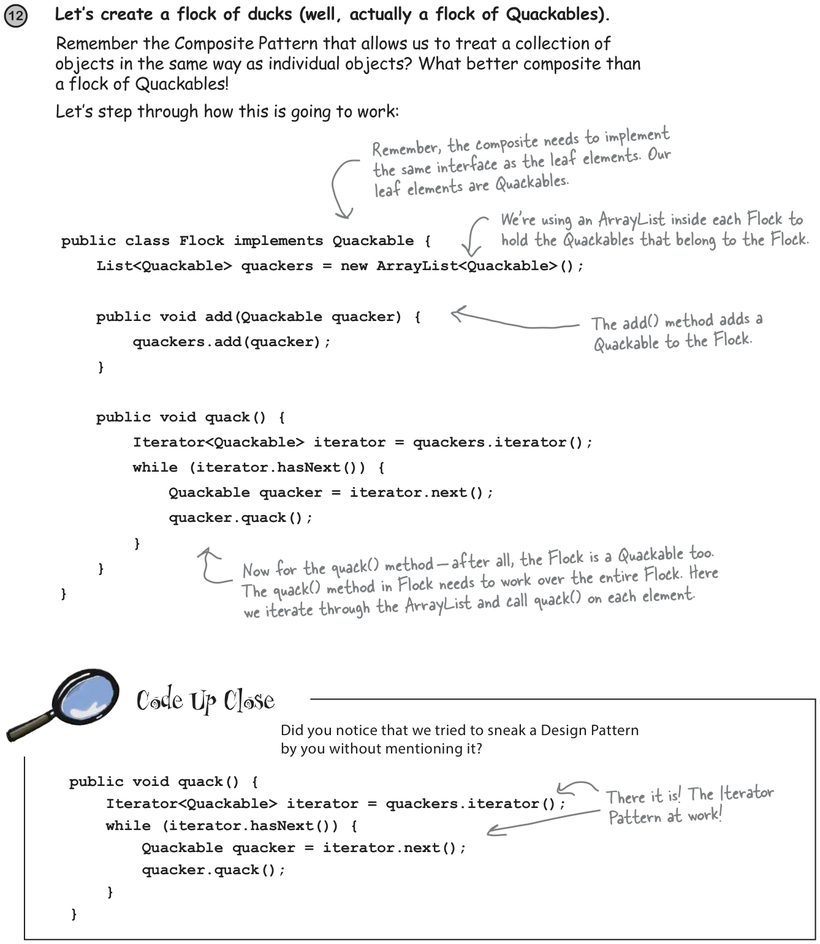 12 Let's create a flock of ducks (well, actually a flock of Quackables).
Remember the Composite Pattern that allows us to treat a collection of
objects in the same way as individual objects? What better composite than
a flock of Quackables!
Let's step through how this is going to work:
Remember, the composite needs to implement
the same interface as the leaf elements. Our
leaf elements are Quackables.
We're using an ArrayList inside each Flock to
hold the Quackables that belong to the Flock.
public class Flock implements Quackable {
List<Quackable> quackers = new ArrayList<Quackable>();
public void add(Quackable quacker) {
quackers.add(quacker);
}
The add() method adds a
Quackable to the Flock.
public void quack() {
Iterator<Quackable> iterator = quackers.iterator();
while (iterator.hasNext()) {
Quackable quacker = iterator.next();
quacker.quack();
}
}
}
Now for the quack() method—after all, the Flock is a Quackable too.
The quack() method in Flock needs to work over the entire Flock. Here
we iterate through the ArrayList and call quack() on each element.
Code Up Close
Did you notice that we tried to sneak a Design Pattern
by you without mentioning it?
public void quack() {
Iterator<Quackable> iterator = quackers.iterator();
while (iterator.hasNext()) {
Quackable quacker = iterator.next();
quacker.quack();
}
}
There it is! The Iterator
Pattern at work!